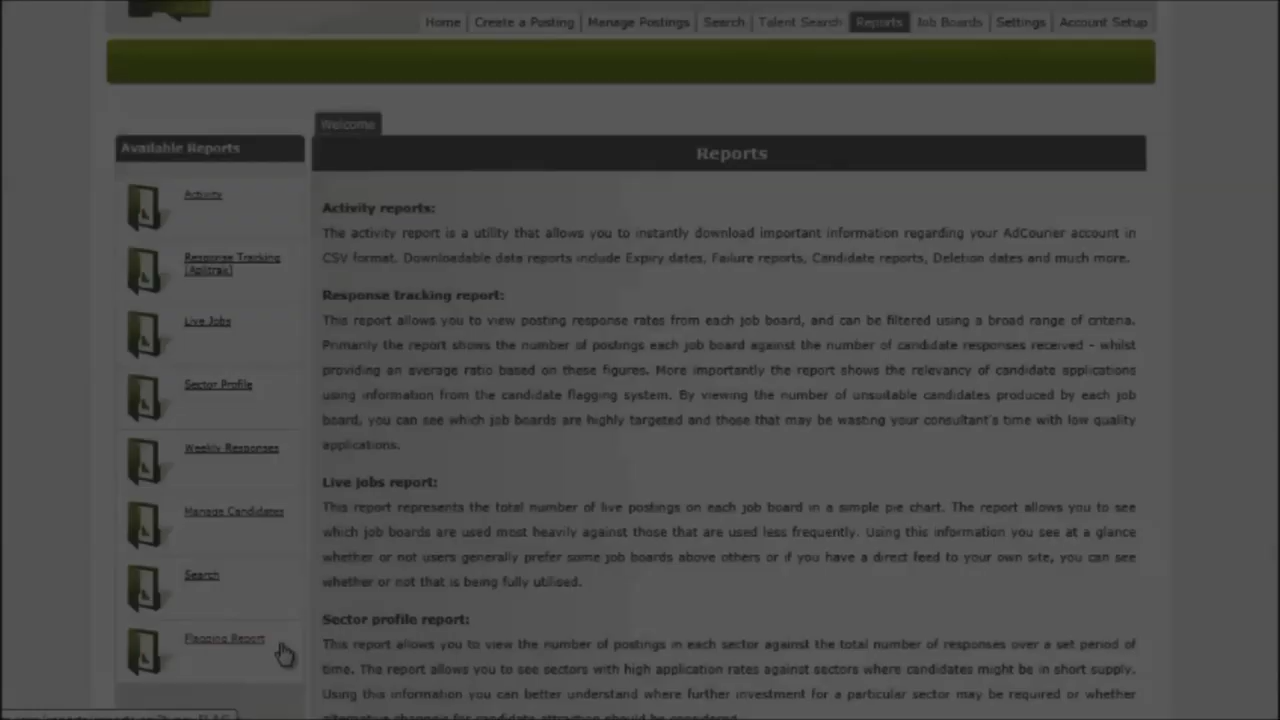 Home
Create a Posting
Manage Postings
Search
Talent Search
Reports
Job Boards
Settings
Account Setup
Welcome
Available Reports
Reports
Activity
Response Tracking
(Aplitrak)
Live Jobs
Sector Profile
Weekly Responses
Manage Candidates
Search
Flagging Report
Activity reports:
The activity report is a utility that allows you to instantly download important information regarding your AdCourier account in
CSV format. Downloadable data reports include Expiry dates, Failure reports, Candidate reports, Deletion dates and much more.
Response tracking report:
This report allows you to view posting response rates from each job board, and can be filtered using a broad range of criteria.
Primarily the report shows the number of postings each job board against the number of candidate responses received - whilst
providing an average ratio based on these figures. More importantly the report shows the relevancy of candidate applications
using information from the candidate flagging system. By viewing the number of unsuitable candidates produced by each job
board, you can see which job boards are highly targeted and those that may be wasting your consultant's time with low quality
applications.
Live jobs report:
This report represents the total number of live postings on each job board in a simple pie chart. The report allows you to see
which job boards are used most heavily against those that are used less frequently. Using this information you see at a glance
whether or not users generally prefer some job boards above others or if you have a direct feed to your own site, you can see
whether or not that is being fully utilised.
Sector profile report:
This report allows you to view the number of postings in each sector against the total number of responses over a set period of
time. The report allows you to see sectors with high application rates against sectors where candidates might be in short supply.
Using this information you can better understand where further investment for a particular sector may be required or whether
alternative channels for candidate attraction should be considered.